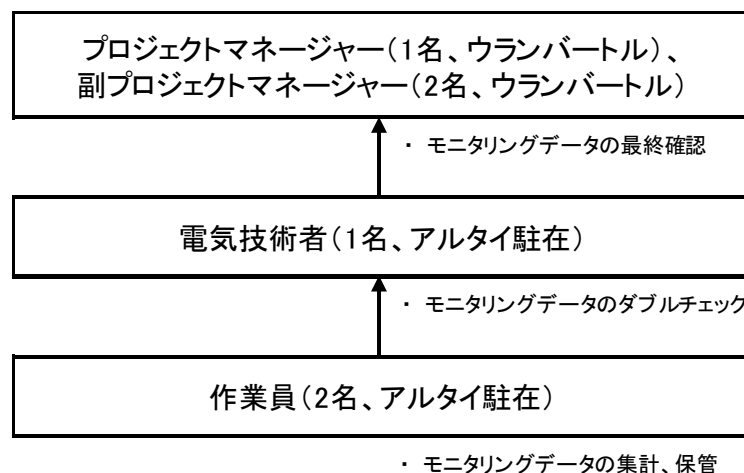 プロジェクトマネージャー(1名、ウランバートル)、
副プロジェクトマネージャー(2名、ウランバートル)
・ モニタリングデータの最終確認
電気技術者(1名、アルタイ駐在)
・ モニタリングデータのダブルチェック
作業員(2名、アルタイ駐在)
・ モニタリングデータの集計、保管